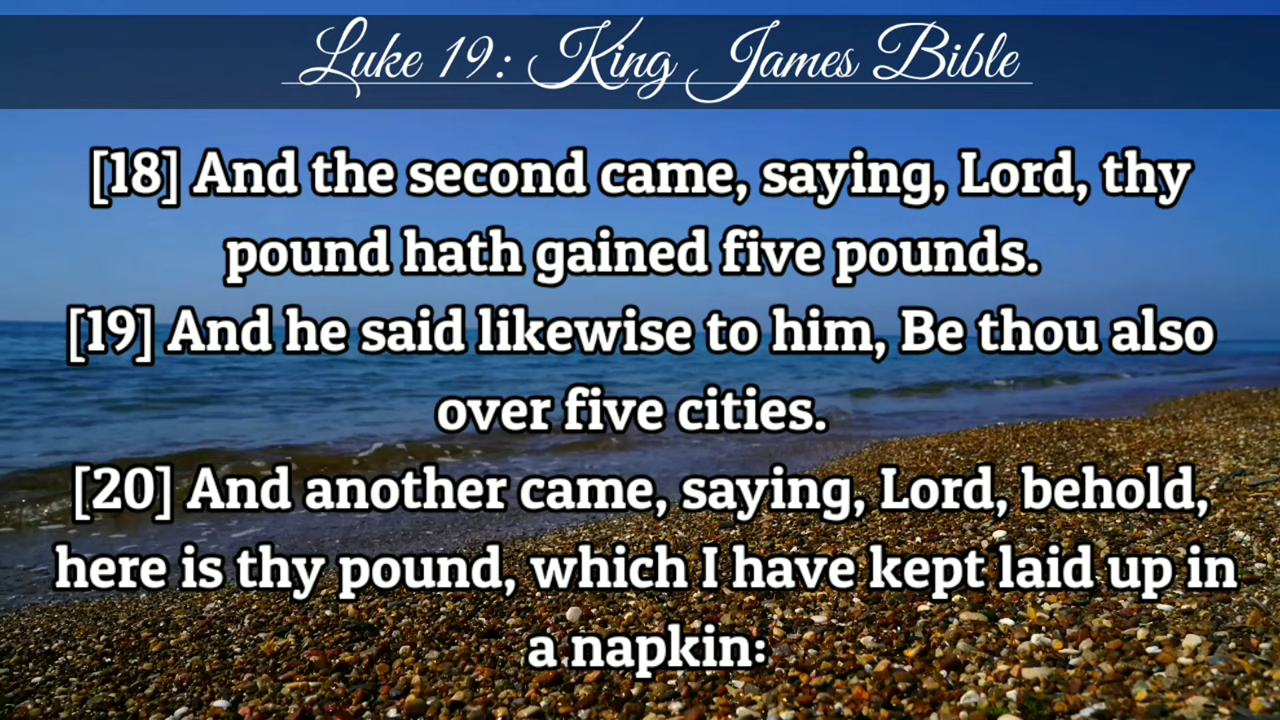 Luke 19: King James Bible
[18] And the second came, saying, Lord, thy
pound hath gained five pounds.
[19] And he said likewise to him, Be thou also
over five cities.
[20] And another came, saying, Lord, behold,
here is thy pound, which I have kept laid up in
a napkin: